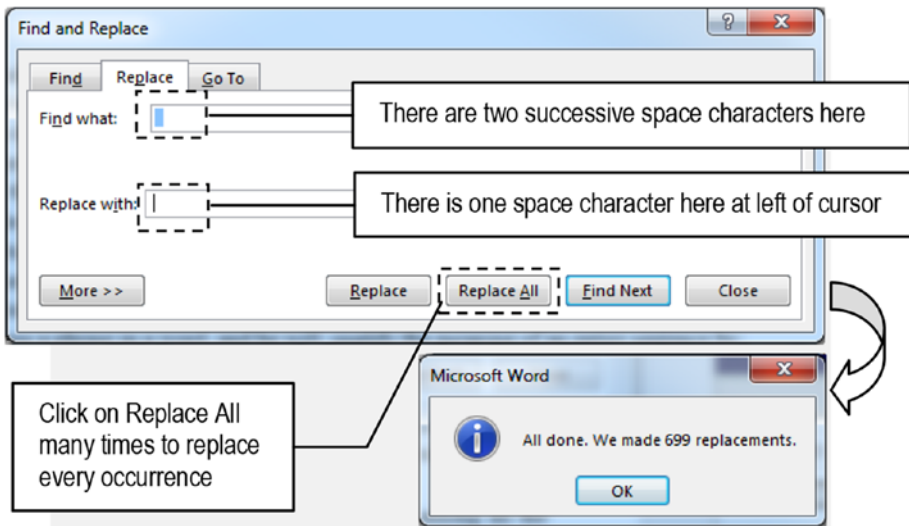 Find and Replace
?
X
Find
Replace
Go To
Find what:
There are two successive space characters here
Replace with:
There is one space character here at left of cursor
More >>
Replace
Replace All
Find Next
Close
Microsoft Word
X
Click on Replace All
many times to replace
every occurrence
i
All done. We made 699 replacements.
OK